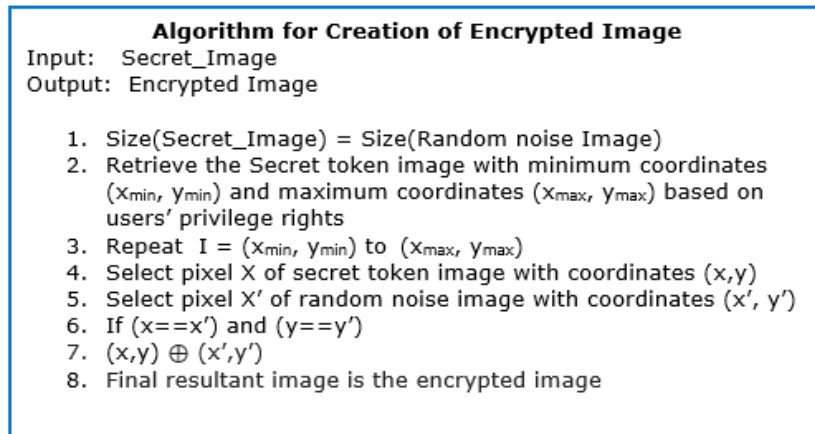 Algorithm for Creation of Encrypted Image
Input: Secret_Image
Output: Encrypted Image
1. Size(Secret_Image) = Size(Random noise Image)
2. Retrieve the Secret token image with minimum coordinates
(xmin, ymin) and maximum coordinates (xmax, ymax) based on
users’ privilege rights
3. Repeat I = (xmin, ymin) to (xmax, ymax)
4. Select pixel X of secret token image with coordinates (x,y)
5. Select pixel X’ of random noise image with coordinates (x’, y’)
6. If (x==x’) and (y==y’)
7. (x,y) ⊕ (x’,y’)
8. Final resultant image is the encrypted image